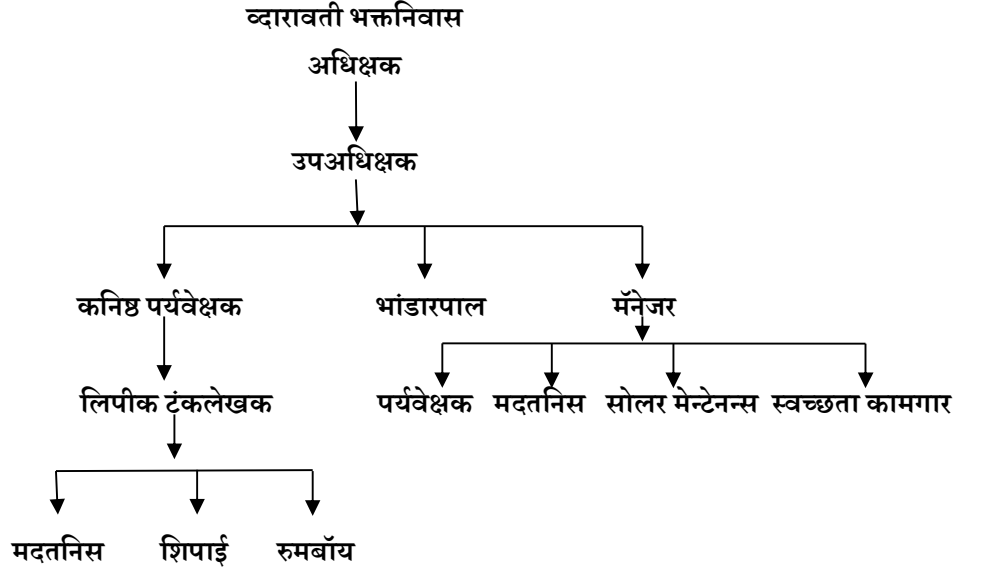 व्दारावती भक्तनिवास
अधिक्षक
उपअधिक्षक
कनिष्ठ पर्यवेक्षक भांडारपाल मॅनेजर
लिपीक टंकलेखक पर्यवेक्षक मदतनिस सोलर मेन्टेनन्स स्वच्छता कामगार
मदतनिस शिपाई रुमबॉय